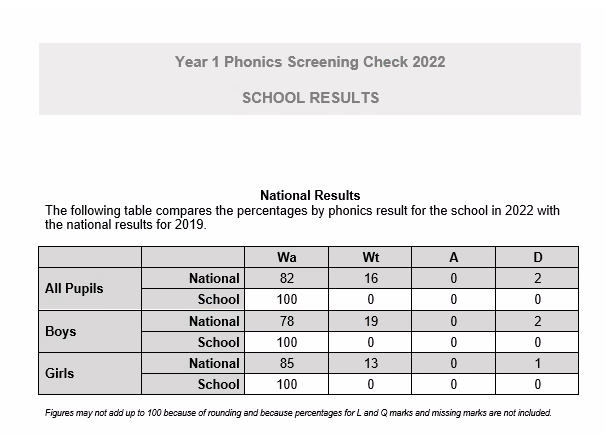 Year 1 Phonics Screening Check 2022
SCHOOL RESULTS
National Results
The following table compares the percentages by phonics result for the school in 2022 with
the national results for 2019.
Wa Wt A D
All Pupils
National 82 16 0 2
School 100 0 0 0
Boys
National 78 19 0 2
School 100 0 0 0
Girls
National 85 13 0 1
School 100 0 0 0
Figures may not add up to 100 because of rounding and because percentages for L and Q marks and missing marks are not included.